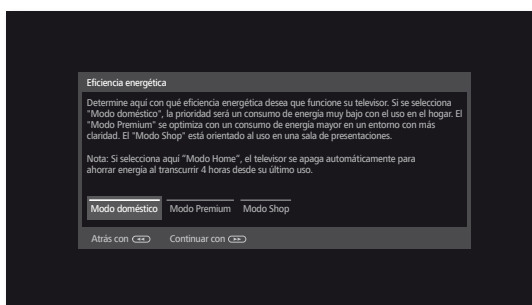 Eficiencia energética
Determine aquí con qué eficiencia energética desea que funcione su televisor. Si se selecciona
"Modo doméstico", la prioridad será un consumo de energía muy bajo con el uso en el hogar. El
"Modo Premium" se optimiza con un consumo de energía mayor en un entorno con más
claridad. El "Modo Shop" está orientado al uso en una sala de presentaciones.
Nota: Si selecciona aquí "Modo Home", el televisor se apaga automáticamente para
ahorrar energía al transcurrir 4 horas desde su último uso.
Modo doméstico Modo Premium Modo Shop
Atrás con Continuar con